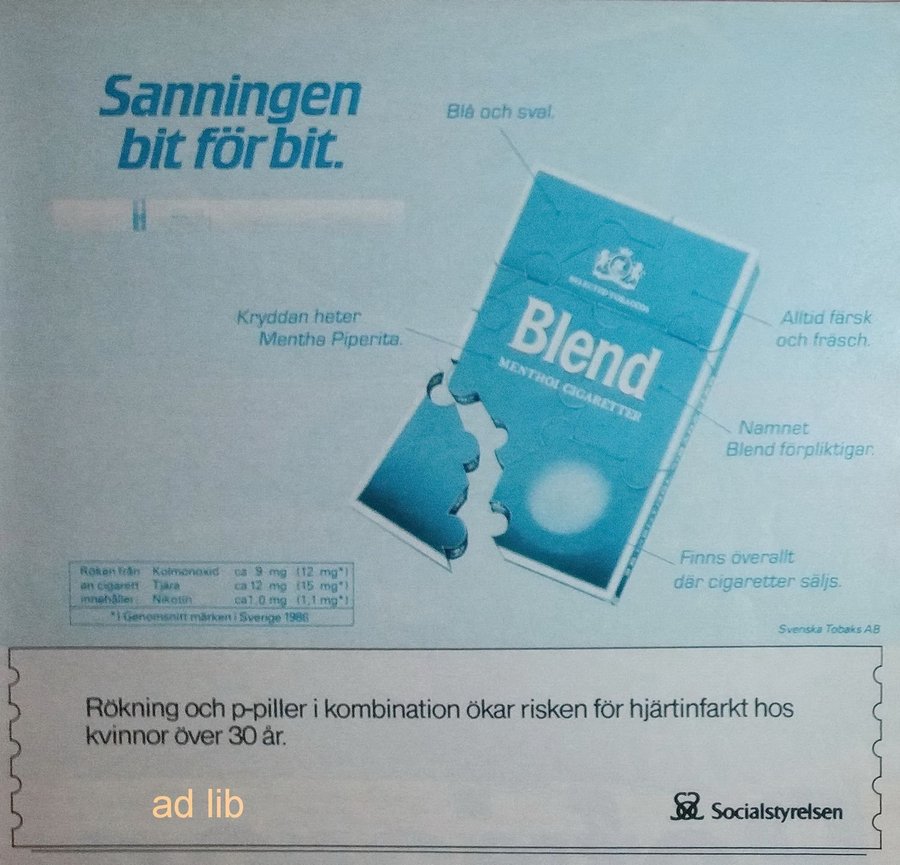 Sanningen
bit för bit.
Blå och sval.
Kryddan heter
Mentha Piperita.
SELECTED TOBACCO
Blend
MENTHOL CIGARETTER
Alltid färsk
och fräsch.
Namnet
Blend förpliktigar.
Finns överallt
där cigaretter säljs.
Röken från Kolmonoxid ca 9 mg (12 mg*)
en cigarett Tjära ca 12 mg (15 mg*)
innehåller: Nikotin ca 1,0 mg (1,1 mg*)
*) Genomsnitt märken i Sverige 1986
Svenska Tobaks AB
Rökning och p-piller i kombination ökar risken för hjärtinfarkt hos
kvinnor över 30 år.
ad lib
Socialstyrelsen